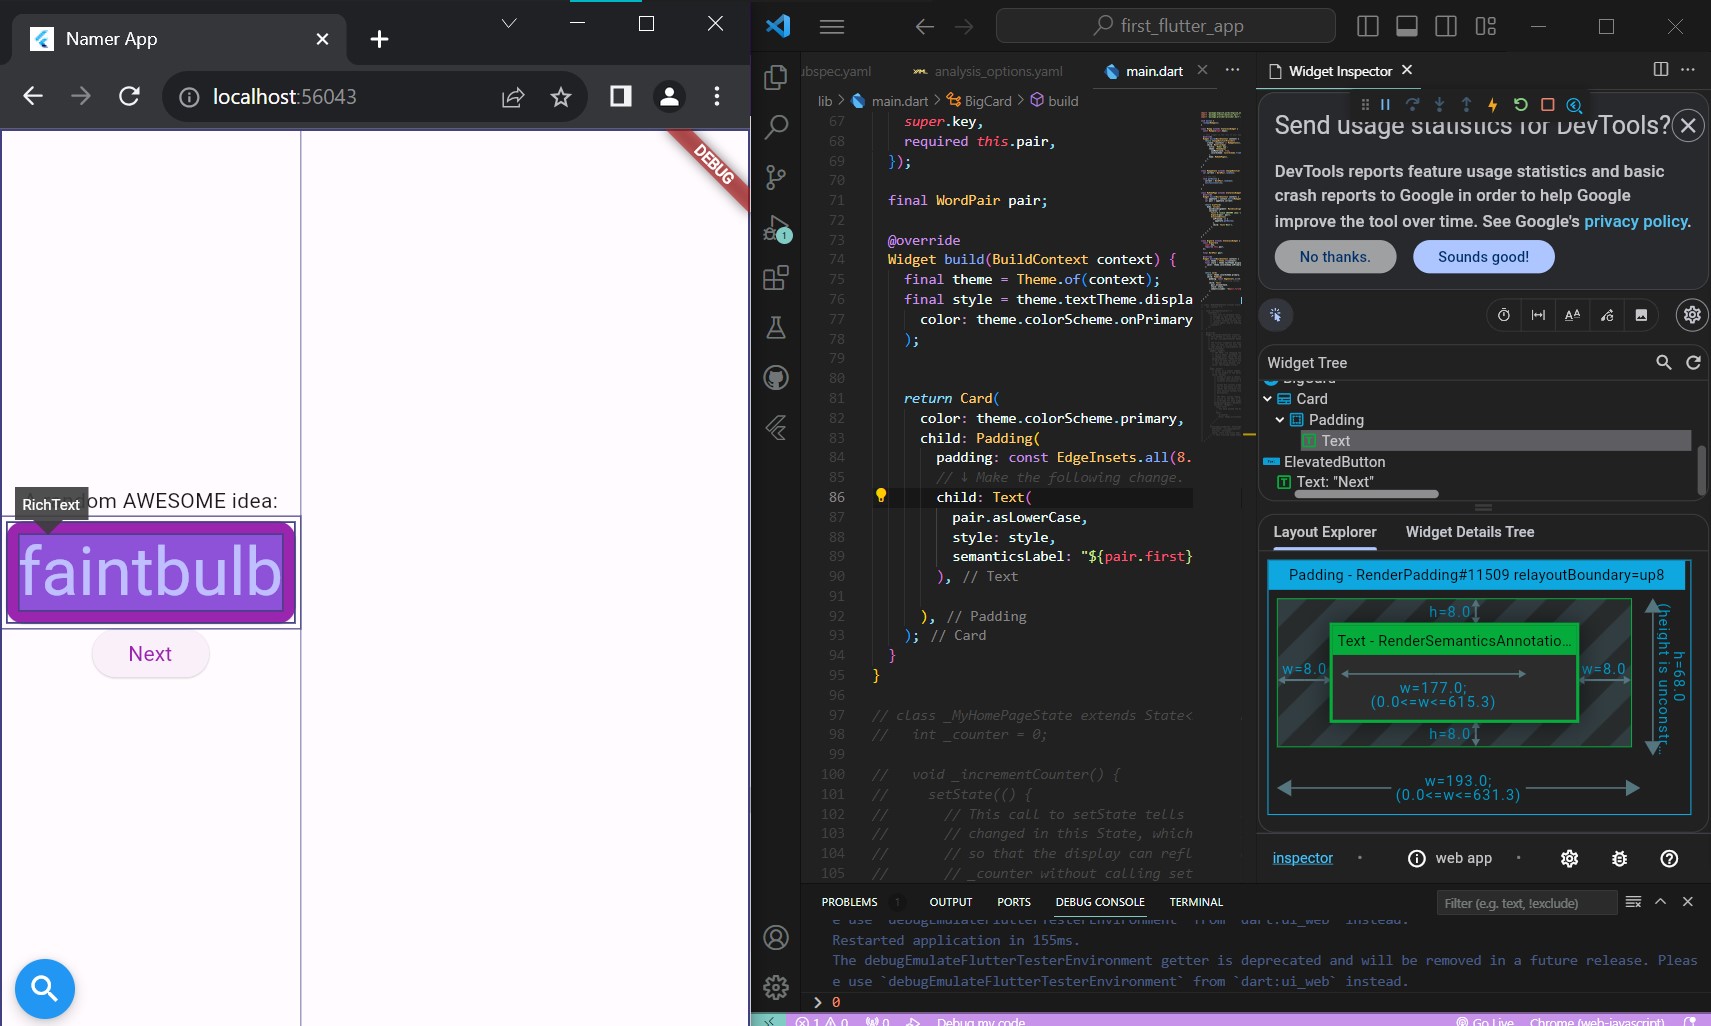 Namer App
localhost:56043
DEBUG
dom AWESOME idea:
RichText
faintbulb
Next
first_flutter_app
ubspec.yaml
analysis_options.yaml
main.dart
lib > main.dart > BigCard > build
67 super.key,
68 required this.pair,
69 });
70
71 final WordPair pair;
72
73 @override
74 Widget build(BuildContext context) {
75 final theme = Theme.of(context);
76 final style = theme.textTheme.displa
77 color: theme.colorScheme.onPrimary
78 );
79
80
81 return Card(
82 color: theme.colorScheme.primary,
83 child: Padding(
84 padding: const EdgeInsets.all(8.
85 // ↓ Make the following change.
86 child: Text(
87 pair.asLowerCase,
88 style: style,
89 semanticsLabel: "${pair.first}
90 ), // Text
91
92 ), // Padding
93 ); // Card
94 }
95 }
96
97 // class _MyHomePageState extends State<
98 // int _counter = 0;
99
100 // void _incrementCounter() {
101 // setState(() {
102 // // This call to setState tells
103 // // changed in this State, which
104 // // so that the display can refl
105 // // _counter without calling set
Widget Inspector
Send usage statistics for DevTools?
DevTools reports feature usage statistics and basic
crash reports to Google in order to help Google
improve the tool over time. See Google's privacy policy.
No thanks.
Sounds good!
Widget Tree
BigCard
Card
Padding
Text
ElevatedButton
Text: "Next"
Layout Explorer
Widget Details Tree
Padding - RenderPadding#11509 relayoutBoundary=up8
h=8.0
Text - RenderSemanticsAnnotatio...
w=8.0
w=177.0;
(0.0<=w<=615.3)
w=8.0
h=8.0
h=68.0
(height is unconstr...
w=193.0;
(0.0<=w<=631.3)
inspector
web app
PROBLEMS 1
OUTPUT
PORTS
DEBUG CONSOLE
TERMINAL
Filter (e.g. text, !exclude)
e use `debugEmulateFlutterTesterEnvironment` from `dart:ui_web` instead.
Restarted application in 155ms.
The debugEmulateFlutterTesterEnvironment getter is deprecated and will be removed in a future release. Pleas
e use `debugEmulateFlutterTesterEnvironment` from `dart:ui_web` instead.
> 0
1 0
0
Debug my code
Go Live
Chrome (web-javascript)